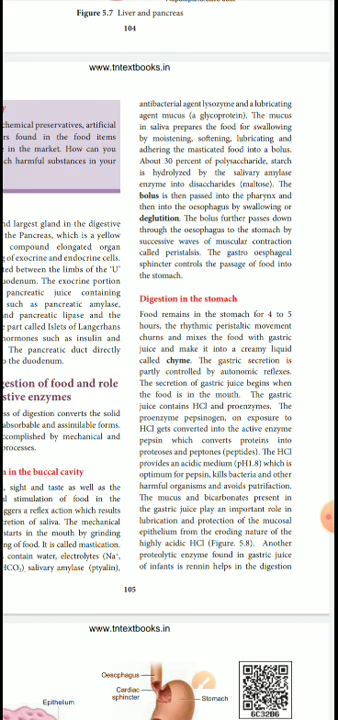 Figure 5.7 Liver and pancreas
104
www.tntextbooks.in
chemical preservatives, artificial
found in the food items
in the market. How can you
ch harmful substances in your
nd largest gland in the digestive
the Pancreas, which is a yellow
compound elongated organ
of exocrine and endocrine cells.
ted between the limbs of the 'U'
uodenum. The exocrine portion
pancreatic juice containing
such as pancreatic amylase,
nd pancreatic lipase and the
part called Islets of Langerhans
hormones such as insulin and
The pancreatic duct directly
the duodenum.
gestion of food and role
stive enzymes
ss of digestion converts the solid
absorbable and assimilable forms.
ccomplished by mechanical and
processes.
in the buccal cavity
, sight and taste as well as the
stimulation of food in the
ggers a reflex action which results
cretion of saliva. The mechanical
starts in the mouth by grinding
ng of food. It is called mastication.
contain water, electrolytes (Na⁺,
HCO₃) salivary amylase (ptyalin),
antibacterial agent lysozyme and a lubricating
agent mucus (a glycoprotein). The mucus
in saliva prepares the food for swallowing
by moistening, softening, lubricating and
adhering the masticated food into a bolus.
About 30 percent of polysaccharide, starch
is hydrolyzed by the salivary amylase
enzyme into disaccharides (maltose). The
bolus is then passed into the pharynx and
then into the oesophagus by swallowing or
deglutition. The bolus further passes down
through the oesophagus to the stomach by
successive waves of muscular contraction
called peristalsis. The gastro oesphageal
sphincter controls the passage of food into
the stomach.
Digestion in the stomach
Food remains in the stomach for 4 to 5
hours, the rhythmic peristaltic movement
churns and mixes the food with gastric
juice and make it into a creamy liquid
called chyme. The gastric secretion is
partly controlled by autonomic reflexes.
The secretion of gastric juice begins when
the food is in the mouth. The gastric
juice contains HCl and proenzymes. The
proenzyme pepsinogen, on exposure to
HCl gets converted into the active enzyme
pepsin which converts proteins into
proteoses and peptones (peptides). The HCl
provides an acidic medium (pH1.8) which is
optimum for pepsin, kills bacteria and other
harmful organisms and avoids putrifaction.
The mucus and bicarbonates present in
the gastric juice play an important role in
lubrication and protection of the mucosal
epithelium from the eroding nature of the
highly acidic HCl (Figure. 5.8). Another
proteolytic enzyme found in gastric juice
of infants is rennin helps in the digestion
105
www.tntextbooks.in
Oesophagus
Cardiac
sphincter
Stomach
Epithelium
6C32B6